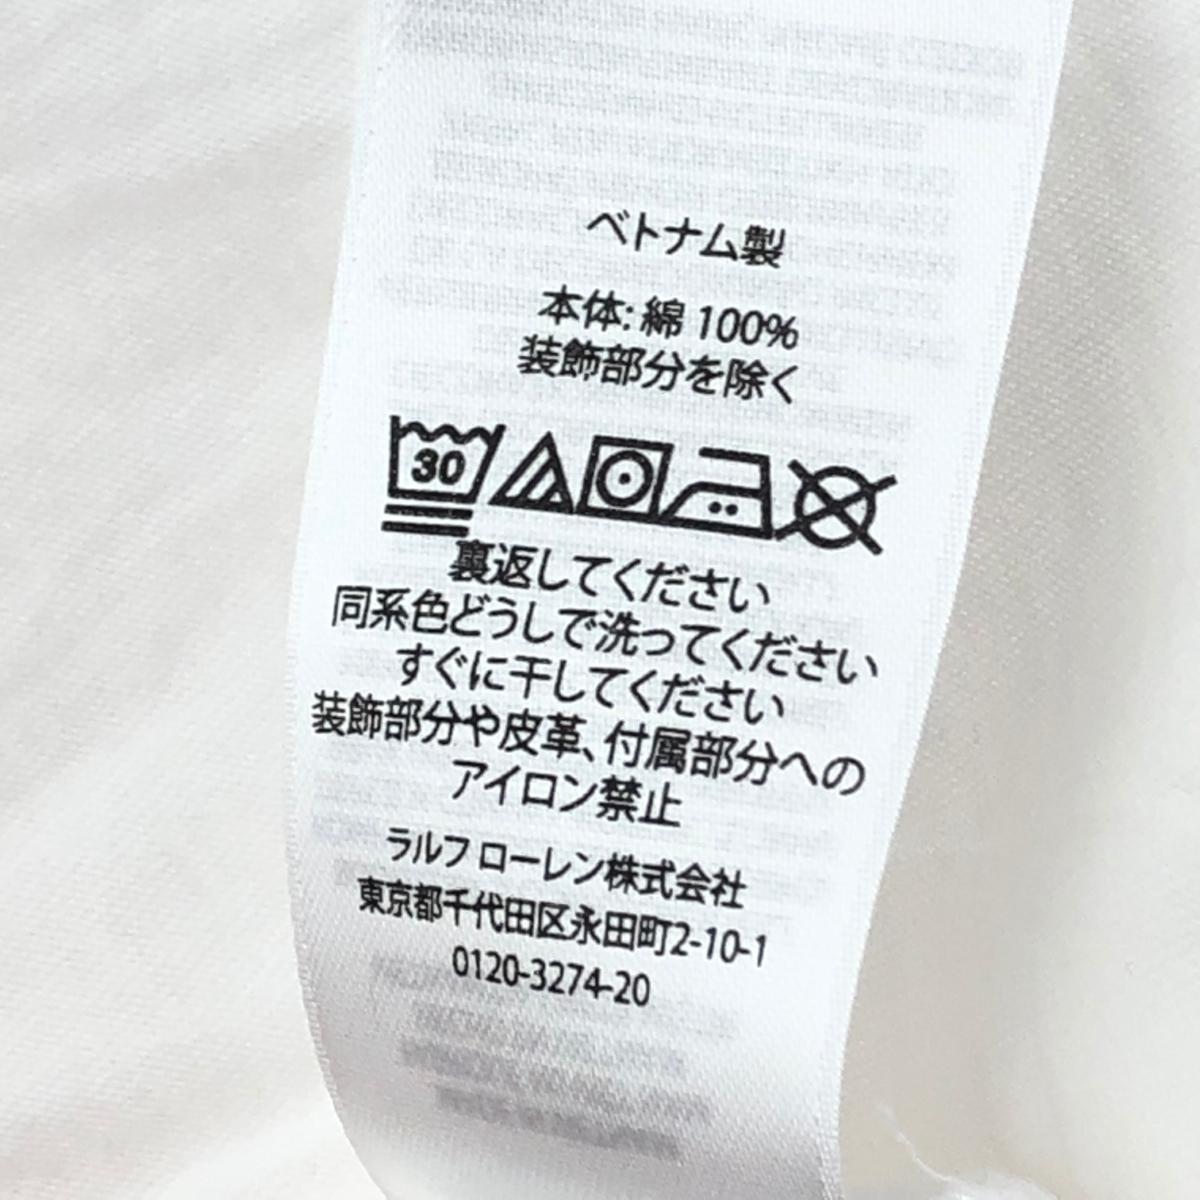 ベトナム製
本体: 綿 100%
装飾部分を除く
30
裏返してください
同系色どうしで洗ってください
すぐに干してください
装飾部分や皮革、付属部分への
アイロン禁止
ラルフ ローレン株式会社
東京都千代田区永田町2-10-1
0120-3274-20